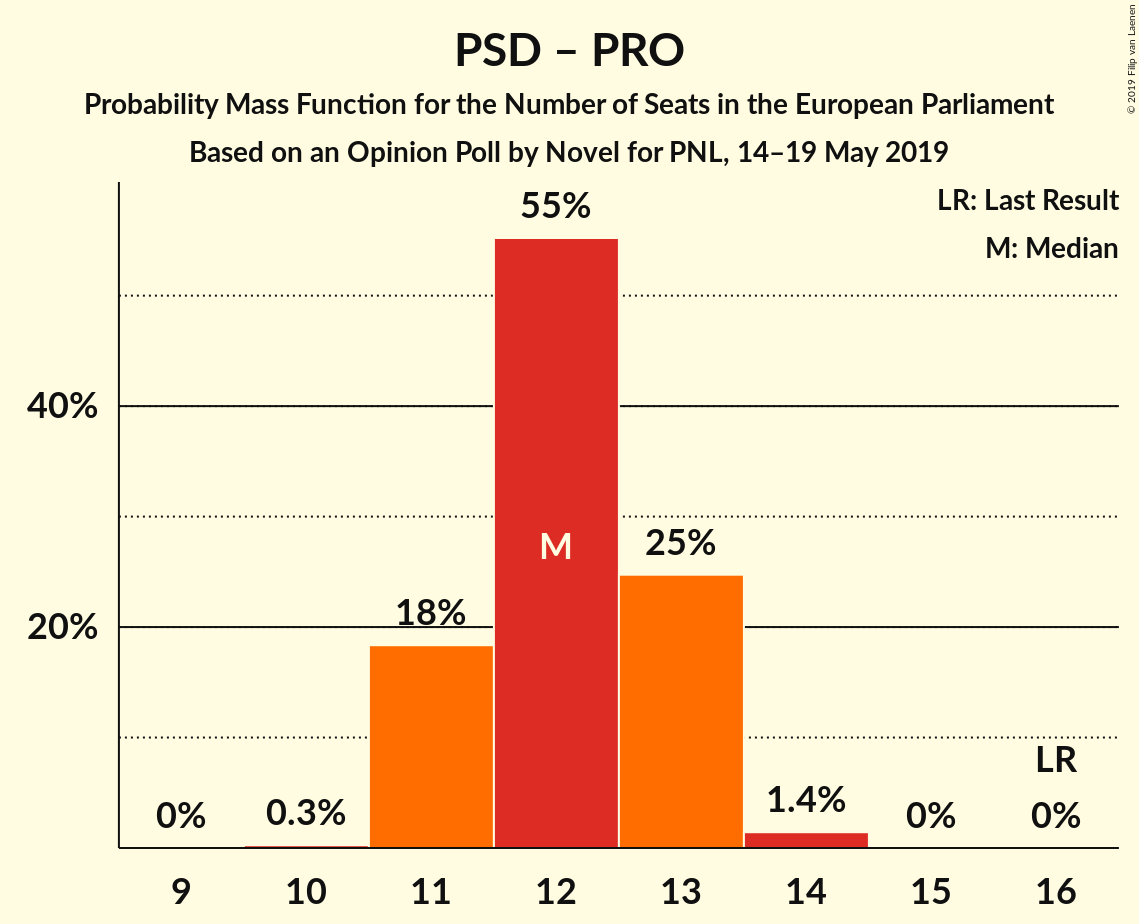 PSD – PRO
Probability Mass Function for the Number of Seats in the European Parliament
Based on an Opinion Poll by Novel for PNL, 14–19 May 2019
© 2019 Filip van Laenen
LR: Last Result
M: Median
55%
40%
M
25%
18%
20%
LR
0%
0.3%
1.4%
0%
0%
9
10
11
12
13
14
15
16